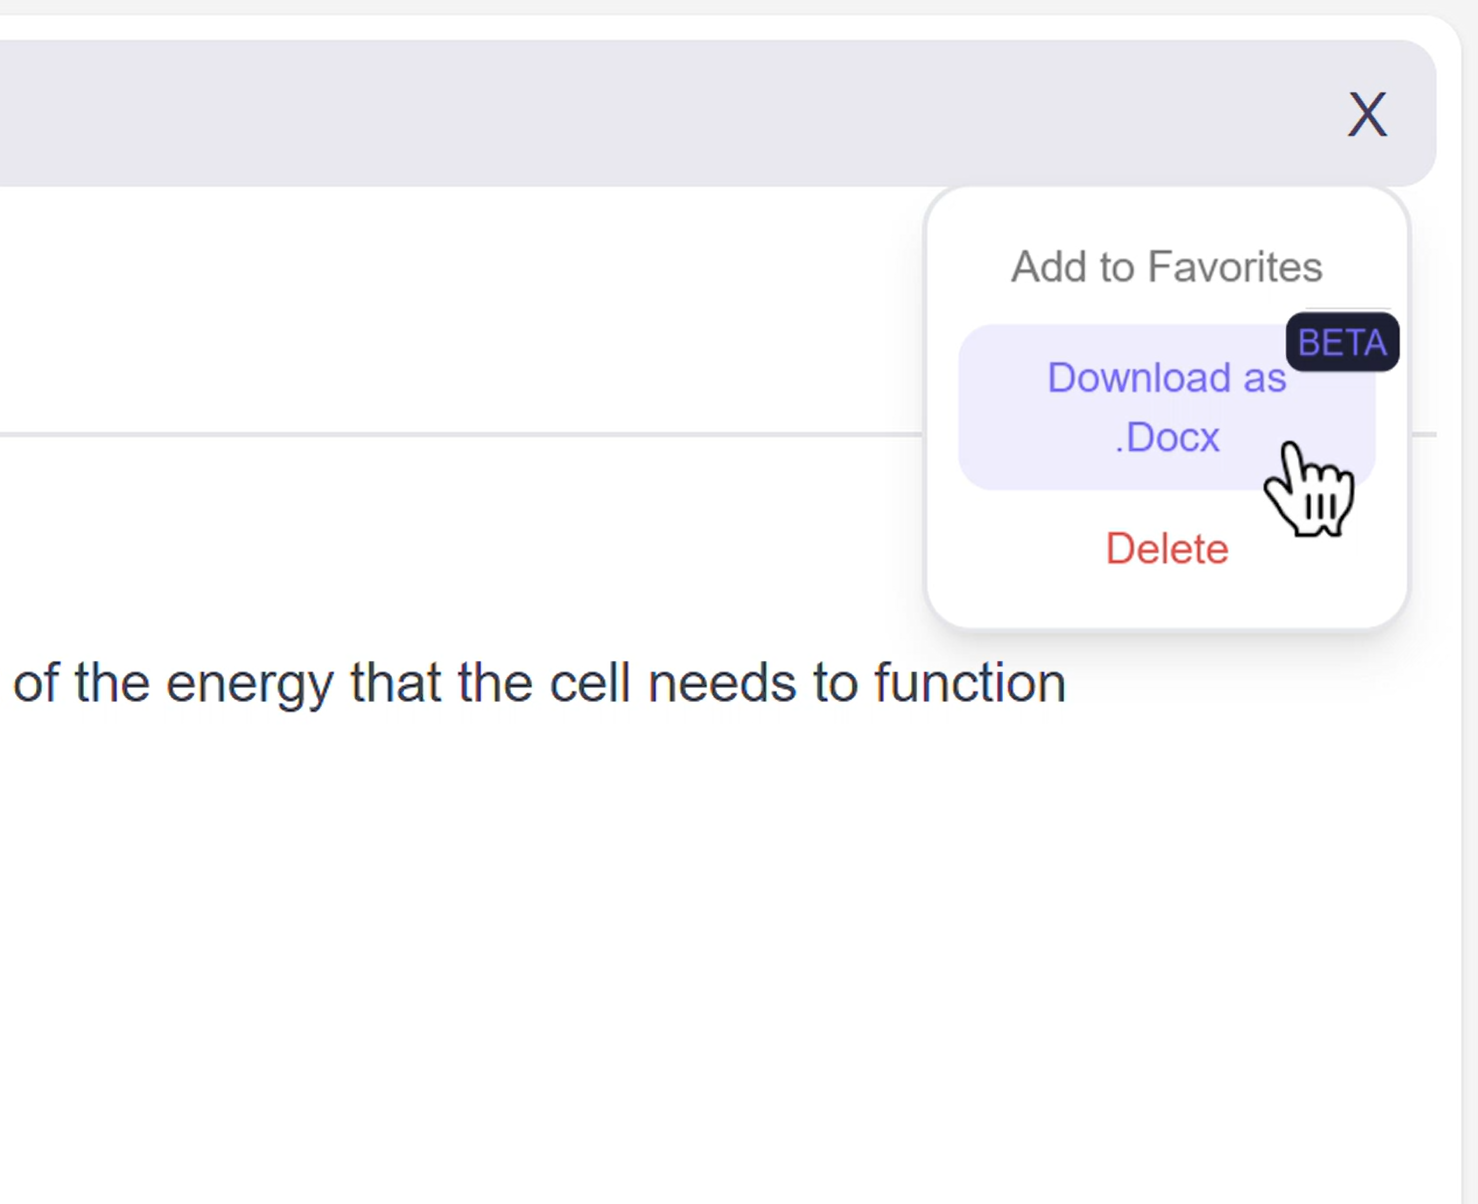 X
Add to Favorites
BETA
Download as
.Docx
Delete
of the energy that the cell needs to function